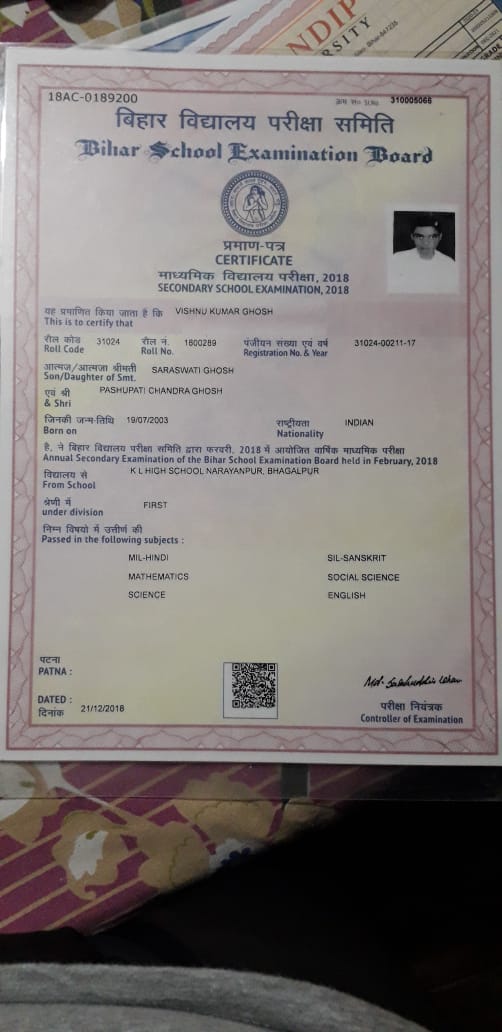 NDIP
RSITY
18AC-0189200
क्रम सं० Sl.No. 310005066
बिहार विद्यालय परीक्षा समिति
Bihar School Examination Board
प्रमाण-पत्र
CERTIFICATE
माध्यमिक विद्यालय परीक्षा, 2018
SECONDARY SCHOOL EXAMINATION, 2018
यह प्रमाणित किया जाता है कि VISHNU KUMAR GHOSH
This is to certify that
रौल कोड 31024 रौल नं. 1800289 पंजीयन संख्या एवं वर्ष 31024-00211-17
Roll Code Roll No. Registration No. & Year
आत्मज/आत्मजा श्रीमती SARASWATI GHOSH
Son/Daughter of Smt.
एवं श्री PASHUPATI CHANDRA GHOSH
& Shri
जिनकी जन्म-तिथि 19/07/2003 राष्ट्रीयता INDIAN
Born on Nationality
है, ने बिहार विद्यालय परीक्षा समिति द्वारा फरवरी, 2018 में आयोजित वार्षिक माध्यमिक परीक्षा
Annual Secondary Examination of the Bihar School Examination Board held in February, 2018
विद्यालय से K L HIGH SCHOOL NARAYANPUR, BHAGALPUR
From School
श्रेणी में FIRST
under division
निम्न विषयों में उत्तीर्ण की
Passed in the following subjects :
MIL-HINDI SIL-SANSKRIT
MATHEMATICS SOCIAL SCIENCE
SCIENCE ENGLISH
पटना
PATNA :
DATED : 21/12/2018
दिनांक
परीक्षा नियंत्रक
Controller of Examination